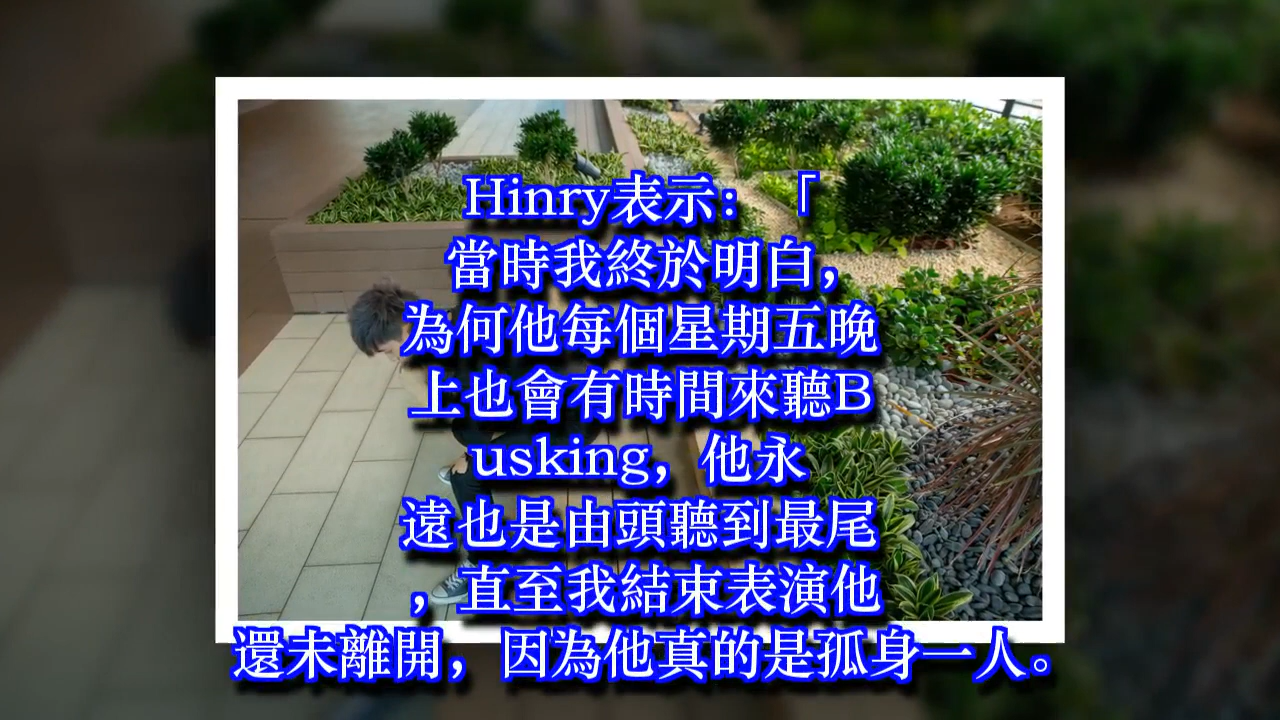 Hinry表示：「
當時我終於明白，
為何他每個星期五晚
上也會有時間來聽B
usking，他永
遠也是由頭聽到最尾
，直至我結束表演他
還未離開，因為他真的是孤身一人。